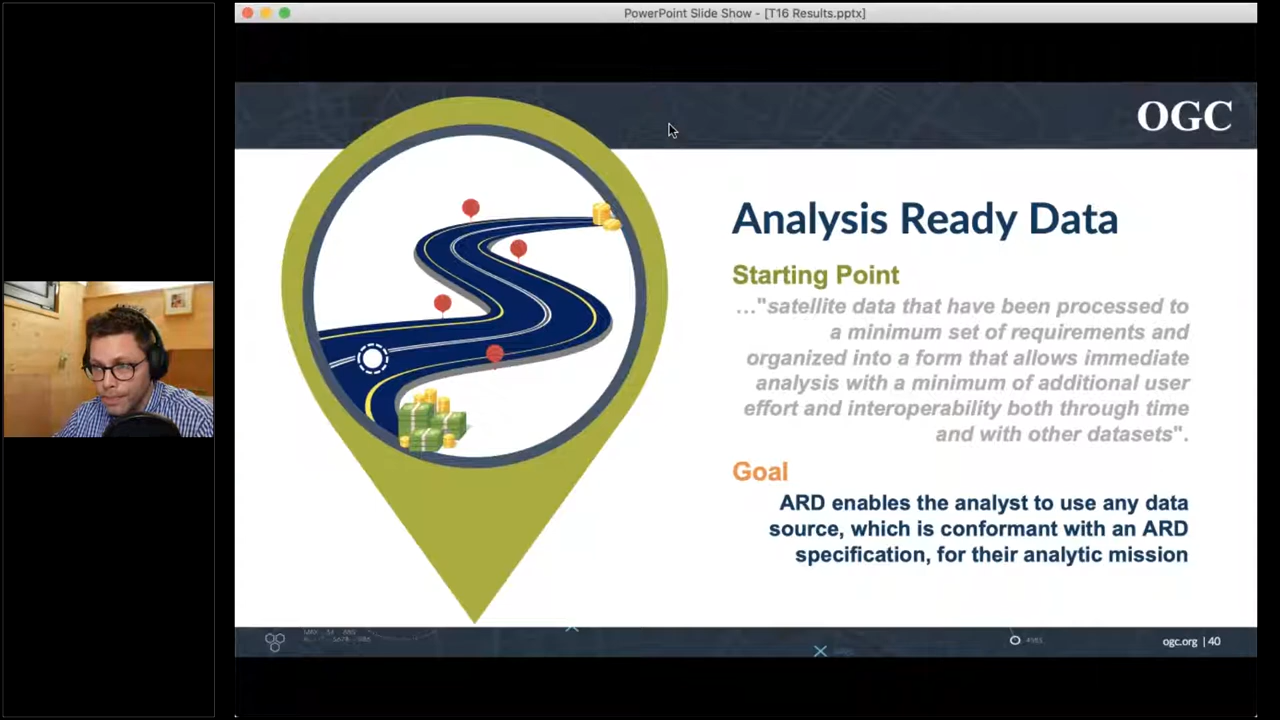 PowerPoint Slide Show - [T16 Results.pptx]
OGC
Analysis Ready Data
Starting Point
..."satellite data that have been processed to
a minimum set of requirements and
organized into a form that allows immediate
analysis with a minimum of additional user
effort and interoperability both through time
and with other datasets".
Goal
ARD enables the analyst to use any data
source, which is conformant with an ARD
specification, for their analytic mission
ogc.org | 40